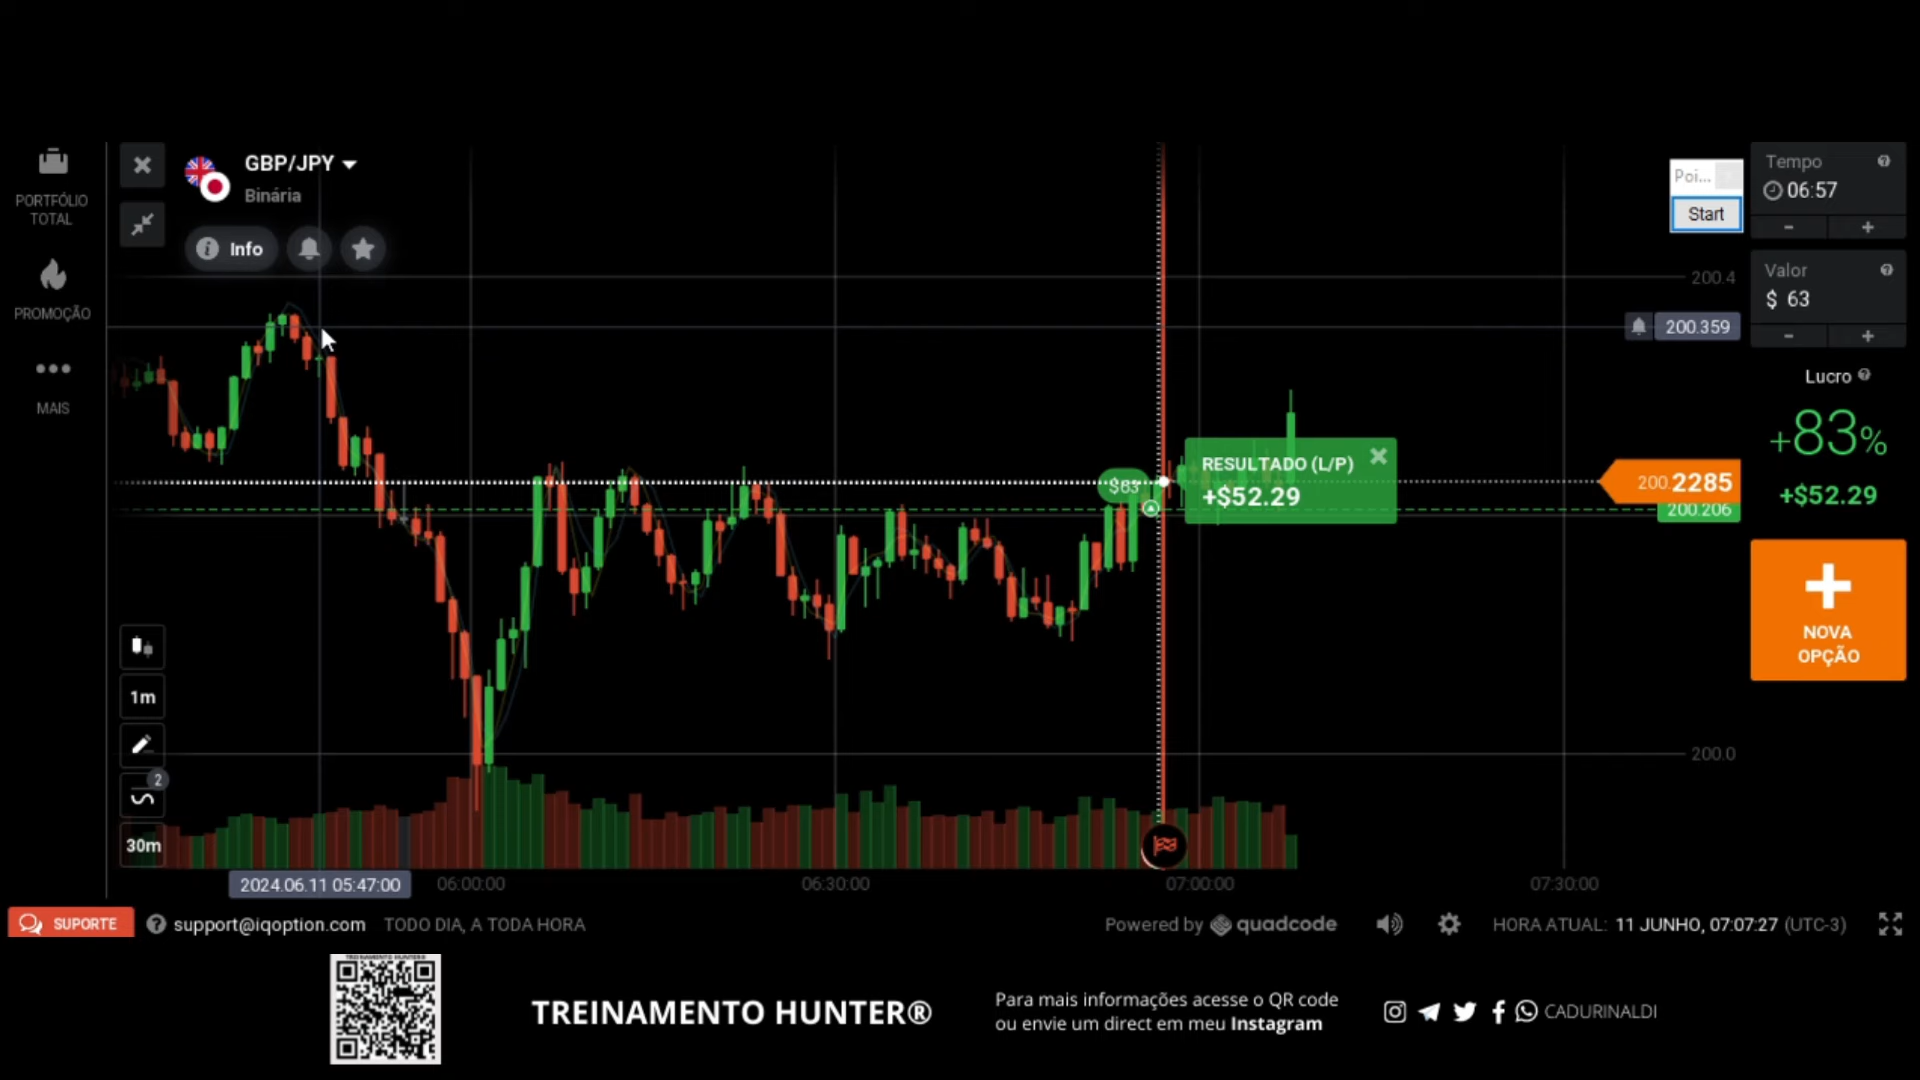 PORTFÓLIO
TOTAL
PROMOÇÃO
MAIS
GBP/JPY
Binária
Info
Poi...
Start
Tempo
06:57
- +
Valor
$ 63
- +
Lucro
+83%
+$52.29
NOVA
OPÇÃO
200.4
200.359
200.2285
200.206
200.0
$63
RESULTADO (L/P)
+$52.29
1m
2
30m
2024.06.11 05:47:00
06:00:00
06:30:00
07:00:00
07:30:00
SUPORTE
support@iqoption.com
TODO DIA, A TODA HORA
Powered by quadcode
HORA ATUAL: 11 JUNHO, 07:07:27 (UTC-3)
TREINAMENTO HUNTER®
TREINAMENTO HUNTER®
Para mais informações acesse o QR code
ou envie um direct em meu Instagram
CADURINALDI